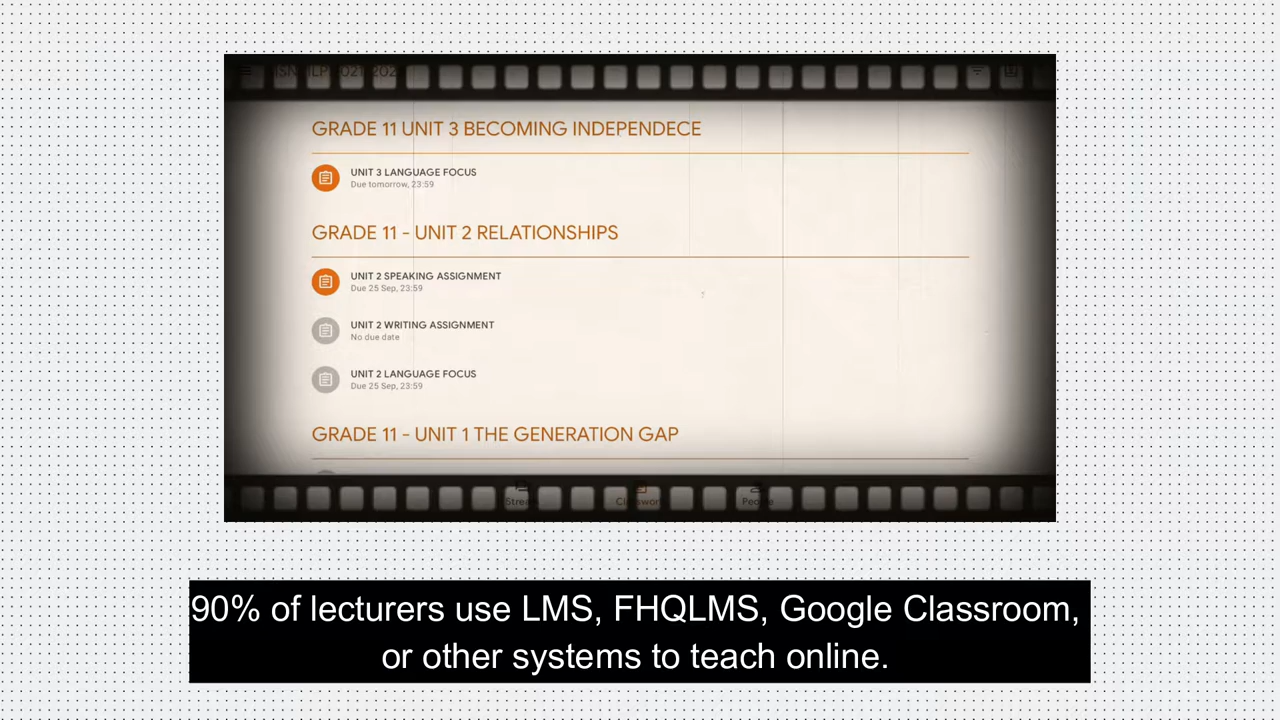 GRADE 11 UNIT 3 BECOMING INDEPENDECE
UNIT 3 LANGUAGE FOCUS
Due tomorrow, 23:59
GRADE 11 - UNIT 2 RELATIONSHIPS
UNIT 2 SPEAKING ASSIGNMENT
Due 25 Sep, 23:59
UNIT 2 WRITING ASSIGNMENT
No due date
UNIT 2 LANGUAGE FOCUS
Due 25 Sep, 23:59
GRADE 11 - UNIT 1 THE GENERATION GAP
Stream Classwork People
90% of lecturers use LMS, FHQLMS, Google Classroom,
or other systems to teach online.